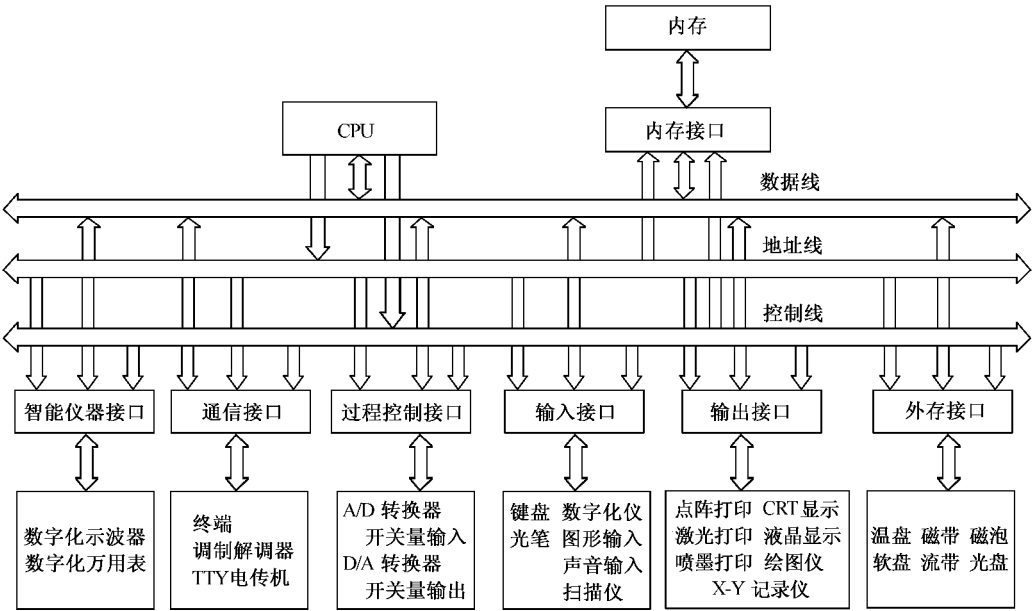 内存
CPU
内存接口
数据线
地址线
控制线
智能仪器接口
通信接口
过程控制接口
输入接口
输出接口
外存接口
数字化示波器
数字化万用表
终端
调制解调器
TTY电传机
A/D 转换器
开关量输入
D/A 转换器
开关量输出
键盘 数字化仪
光笔 图形输入
声音输入
扫描仪
点阵打印 CRT显示
激光打印 液晶显示
喷墨打印 绘图仪
X-Y 记录仪
温盘 磁带 磁泡
软盘 流带 光盘